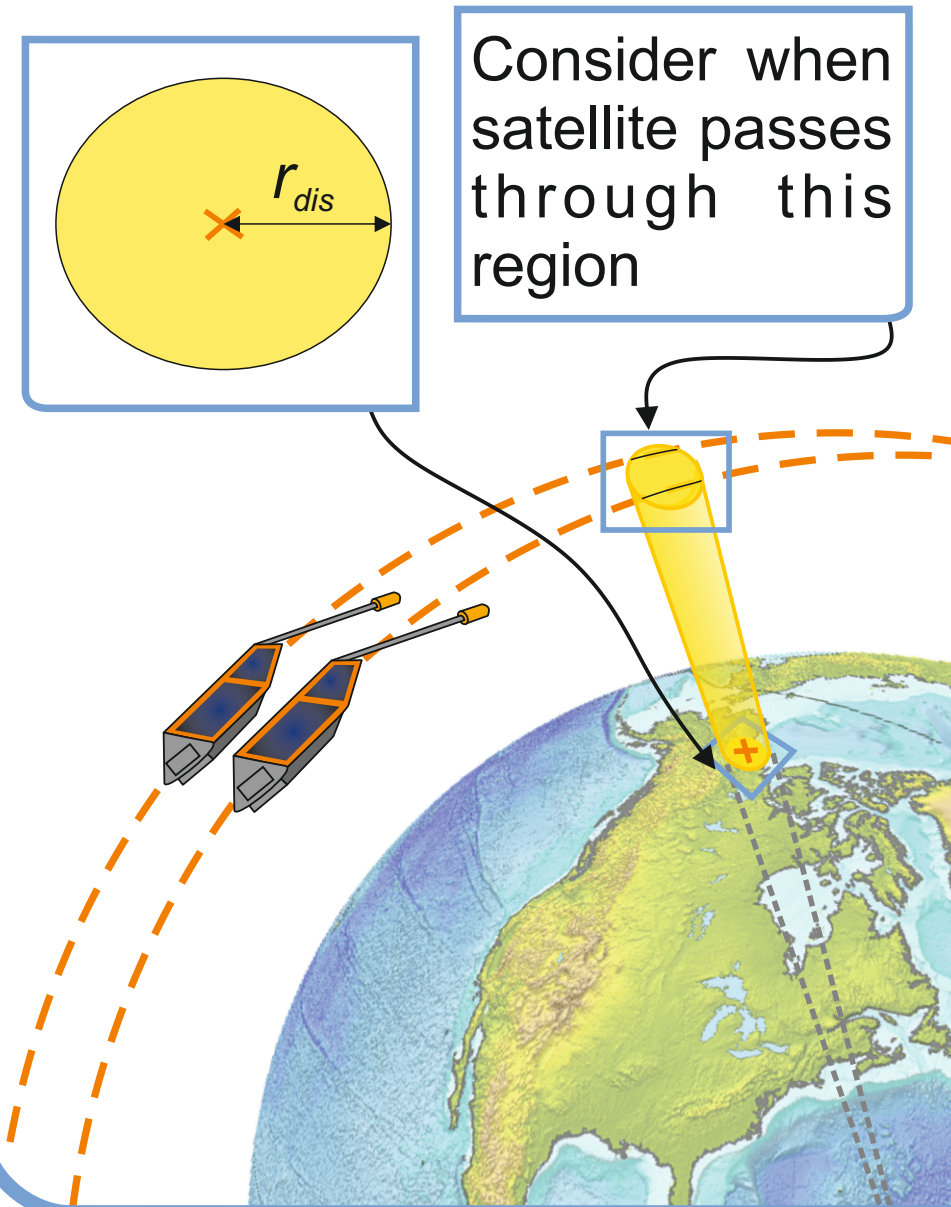 r dis
Consider when
satellite passes
through this
region